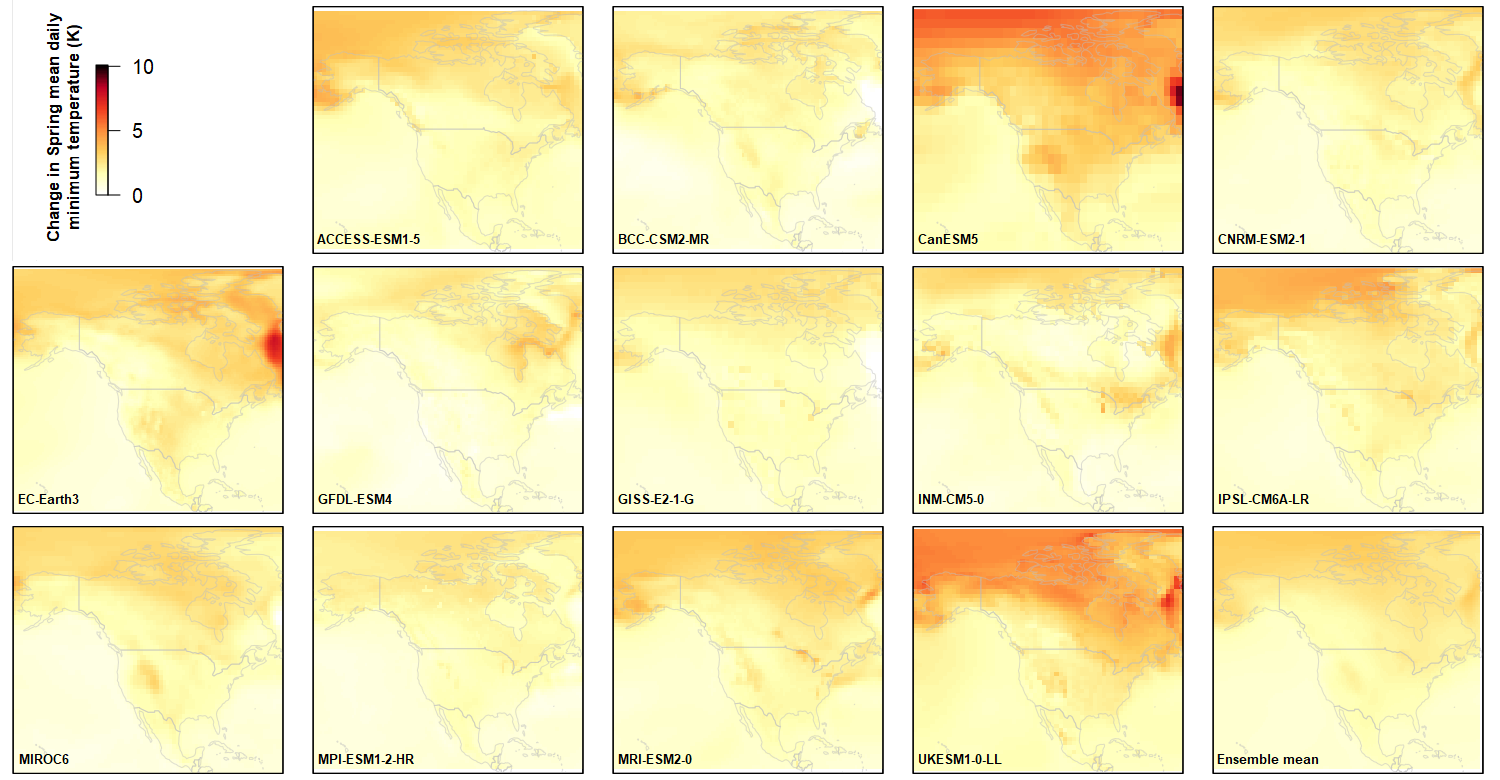 Change in Spring mean daily
minimum temperature (K)
10
5
0
ACCESS-ESM1-5
BCC-CSM2-MR
CanESM5
CNRM-ESM2-1
EC-Earth3
GFDL-ESM4
GISS-E2-1-G
INM-CM5-0
IPSL-CM6A-LR
MIROC6
MPI-ESM1-2-HR
MRI-ESM2-0
UKESM1-0-LL
Ensemble mean